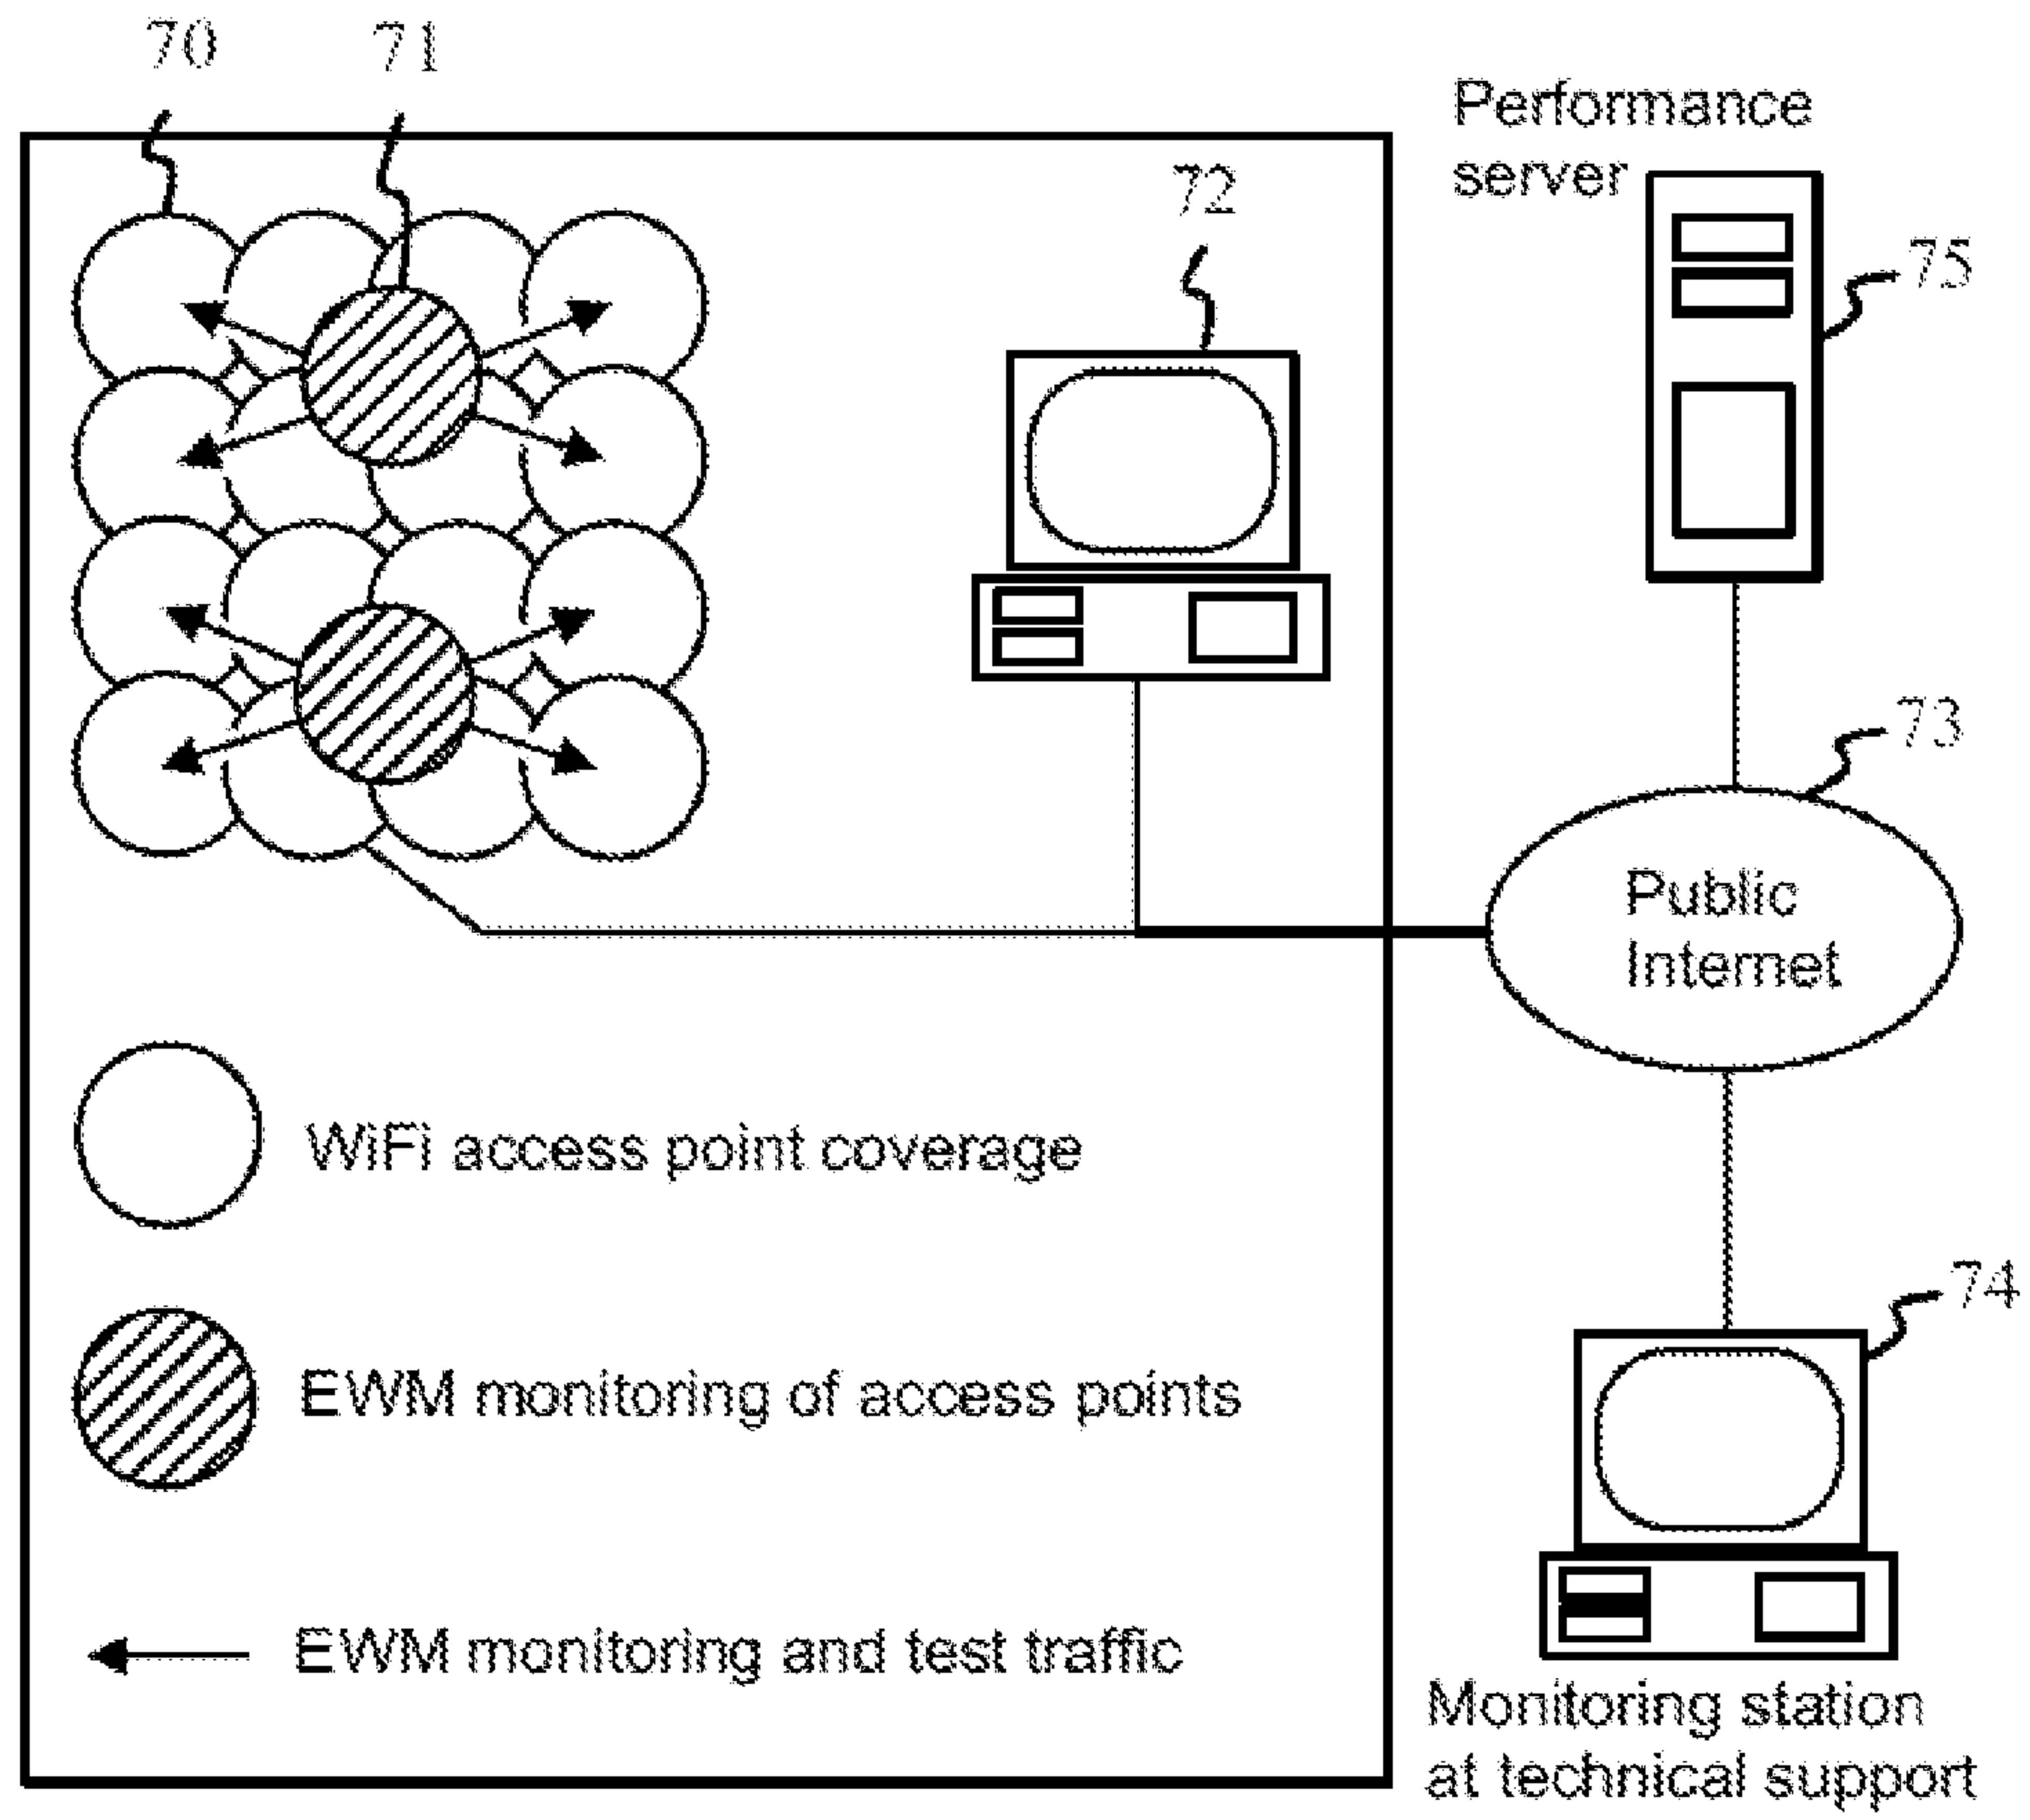 70
71
Performance
server
72
75
73
Public
Internet
WiFi access point coverage
74
EWM monitoring of access points
EWM monitoring and test traffic
Monitoring station
at technical support